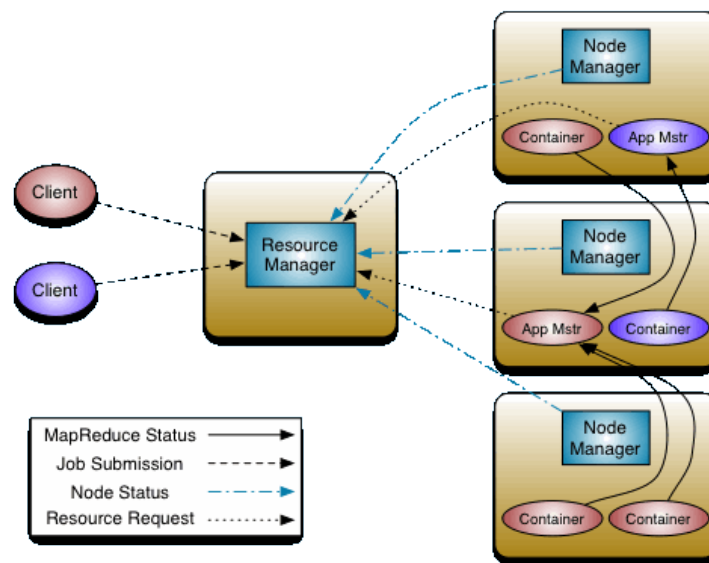 Node
Manager
Container
App Mstr
Client
Resource
Manager
Node
Manager
Client
App Mstr
Container
Node
Manager
Container
Container
MapReduce Status
Job Submission
Node Status
Resource Request